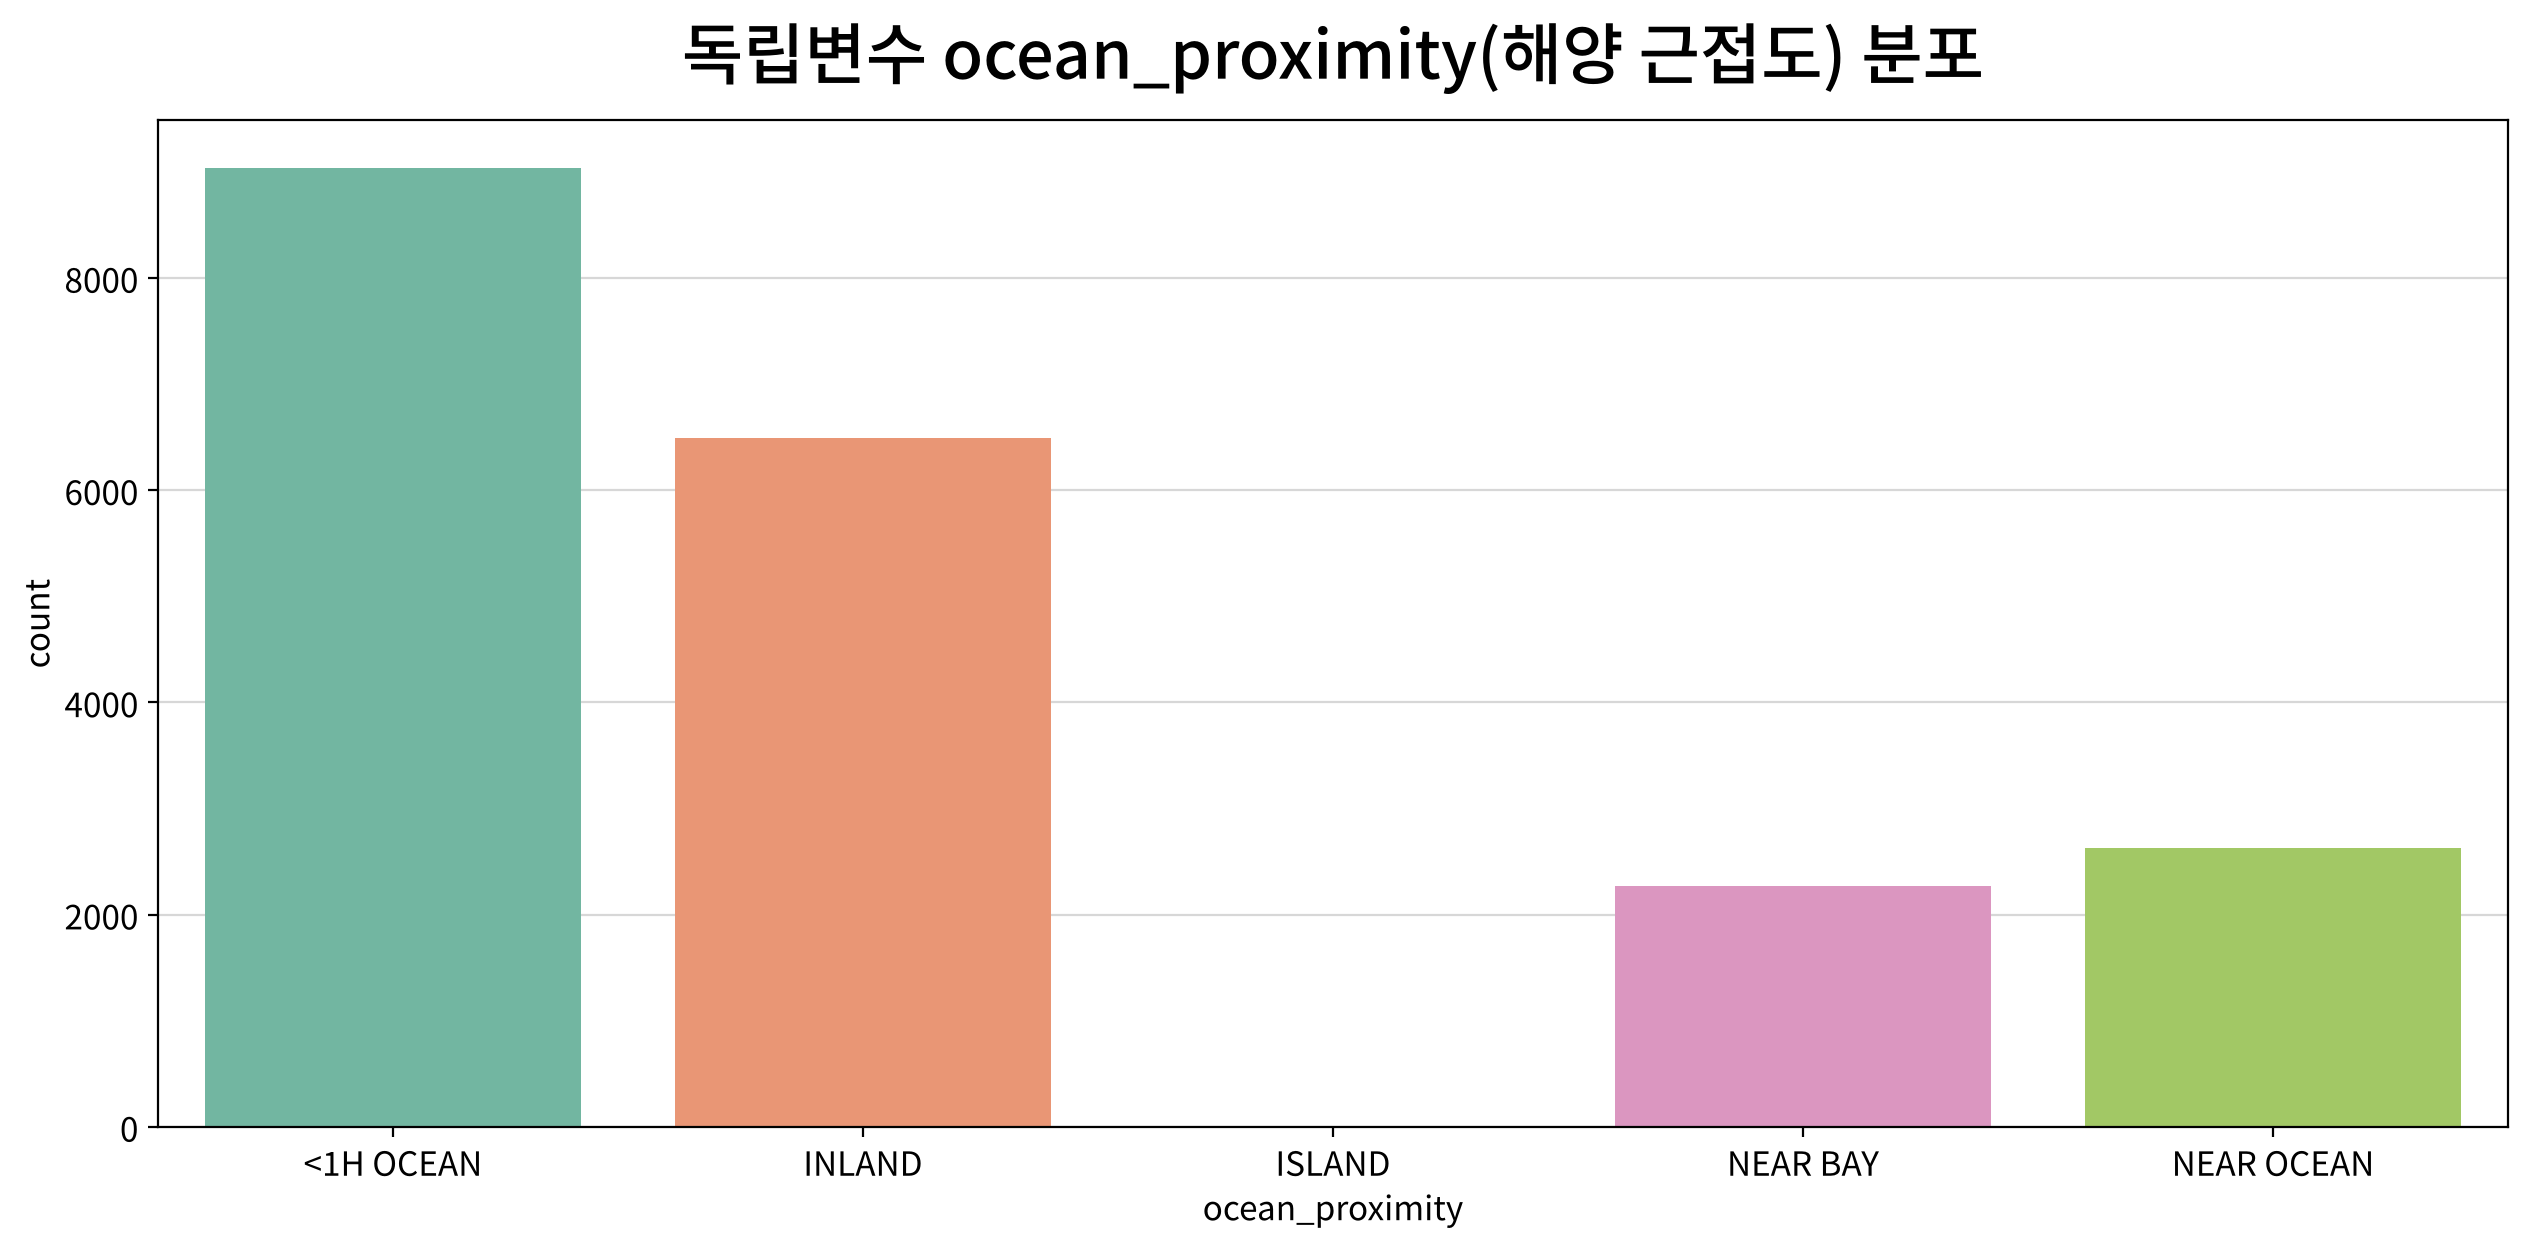 독립변수 ocean_proximity(해양 근접도) 분포
count
8000
6000
4000
2000
0
<1H OCEAN
INLAND
ISLAND
NEAR BAY
NEAR OCEAN
ocean_proximity